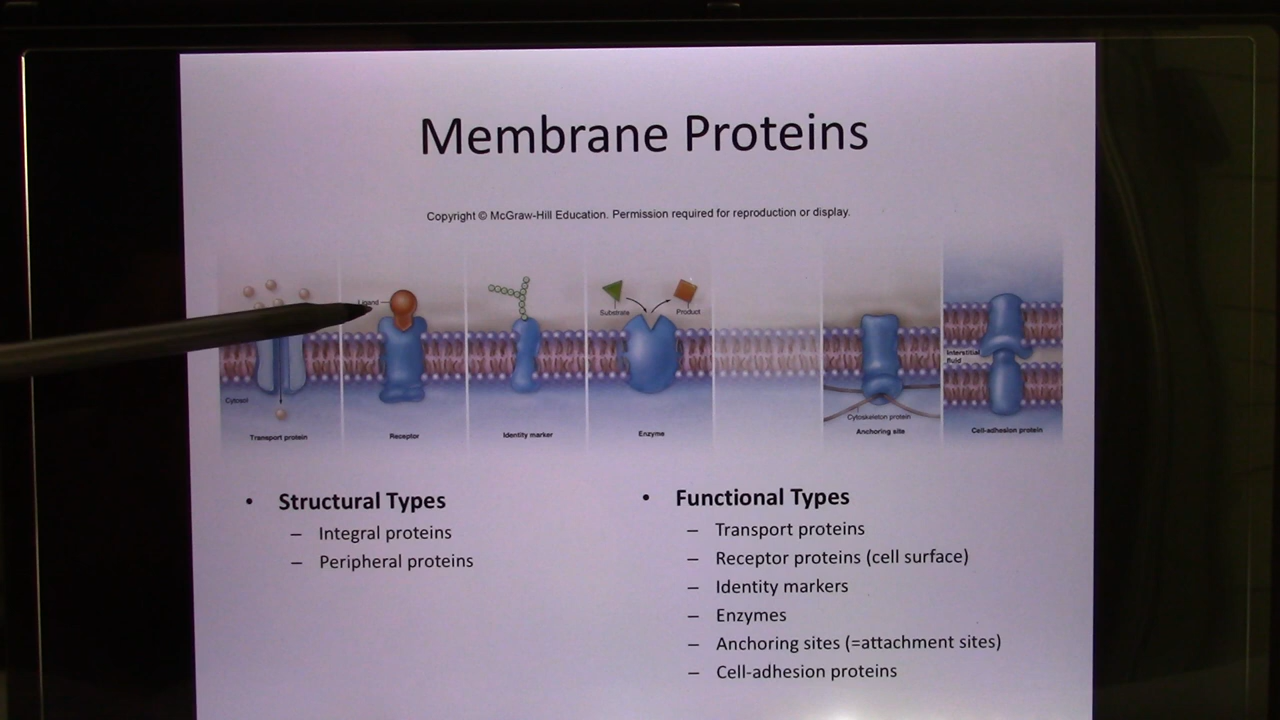 Membrane Proteins
Copyright © McGraw-Hill Education. Permission required for reproduction or display.
Ligand
Substrate
Product
Interstitial
fluid
Cytosol
Cytoskeleton protein
Transport protein
Receptor
Identity marker
Enzyme
Anchoring site
Cell-adhesion protein
• Structural Types
– Integral proteins
– Peripheral proteins
• Functional Types
– Transport proteins
– Receptor proteins (cell surface)
– Identity markers
– Enzymes
– Anchoring sites (=attachment sites)
– Cell-adhesion proteins